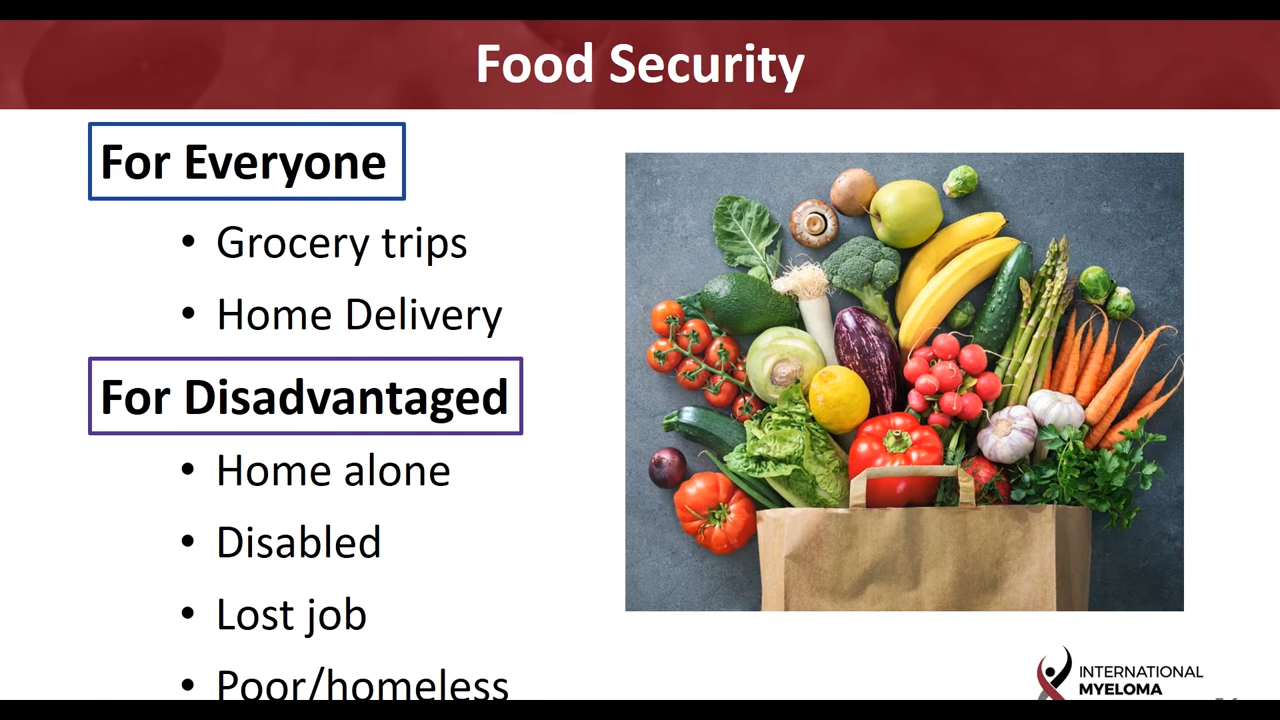 Food Security
For Everyone
• Grocery trips
• Home Delivery
For Disadvantaged
• Home alone
• Disabled
• Lost job
• Poor/homeless
INTERNATIONAL
MYELOMA